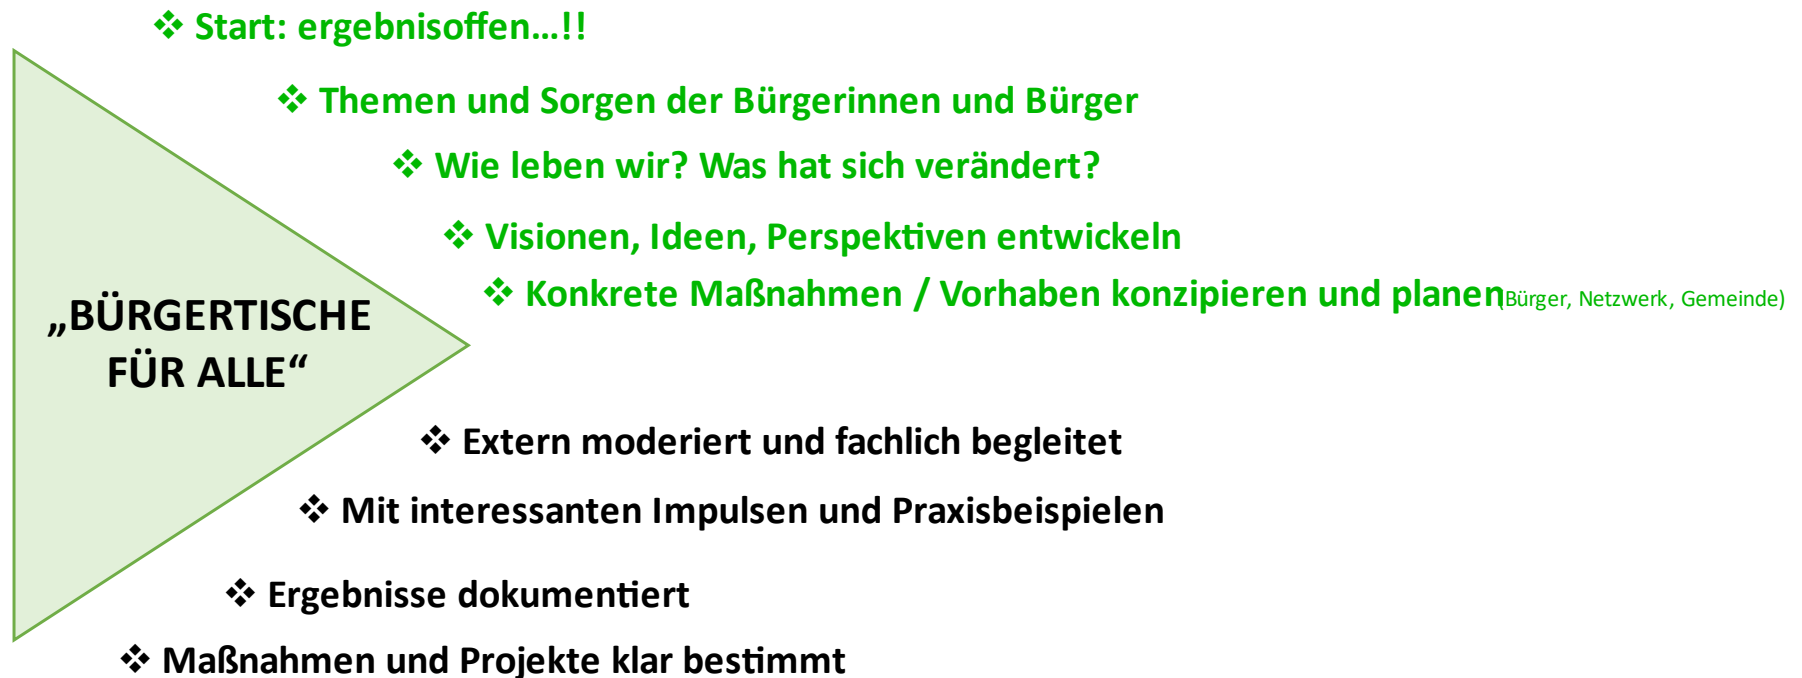 ❖ Start: ergebnisoffen...!!
❖ Themen und Sorgen der Bürgerinnen und Bürger
❖ Wie leben wir? Was hat sich verändert?
❖ Visionen, Ideen, Perspektiven entwickeln
❖ Konkrete Maßnahmen / Vorhaben konzipieren und planen (Bürger, Netzwerk, Gemeinde)
„BÜRGERTISCHE
FÜR ALLE“
❖ Extern moderiert und fachlich begleitet
❖ Mit interessanten Impulsen und Praxisbeispielen
❖ Ergebnisse dokumentiert
❖ Maßnahmen und Projekte klar bestimmt